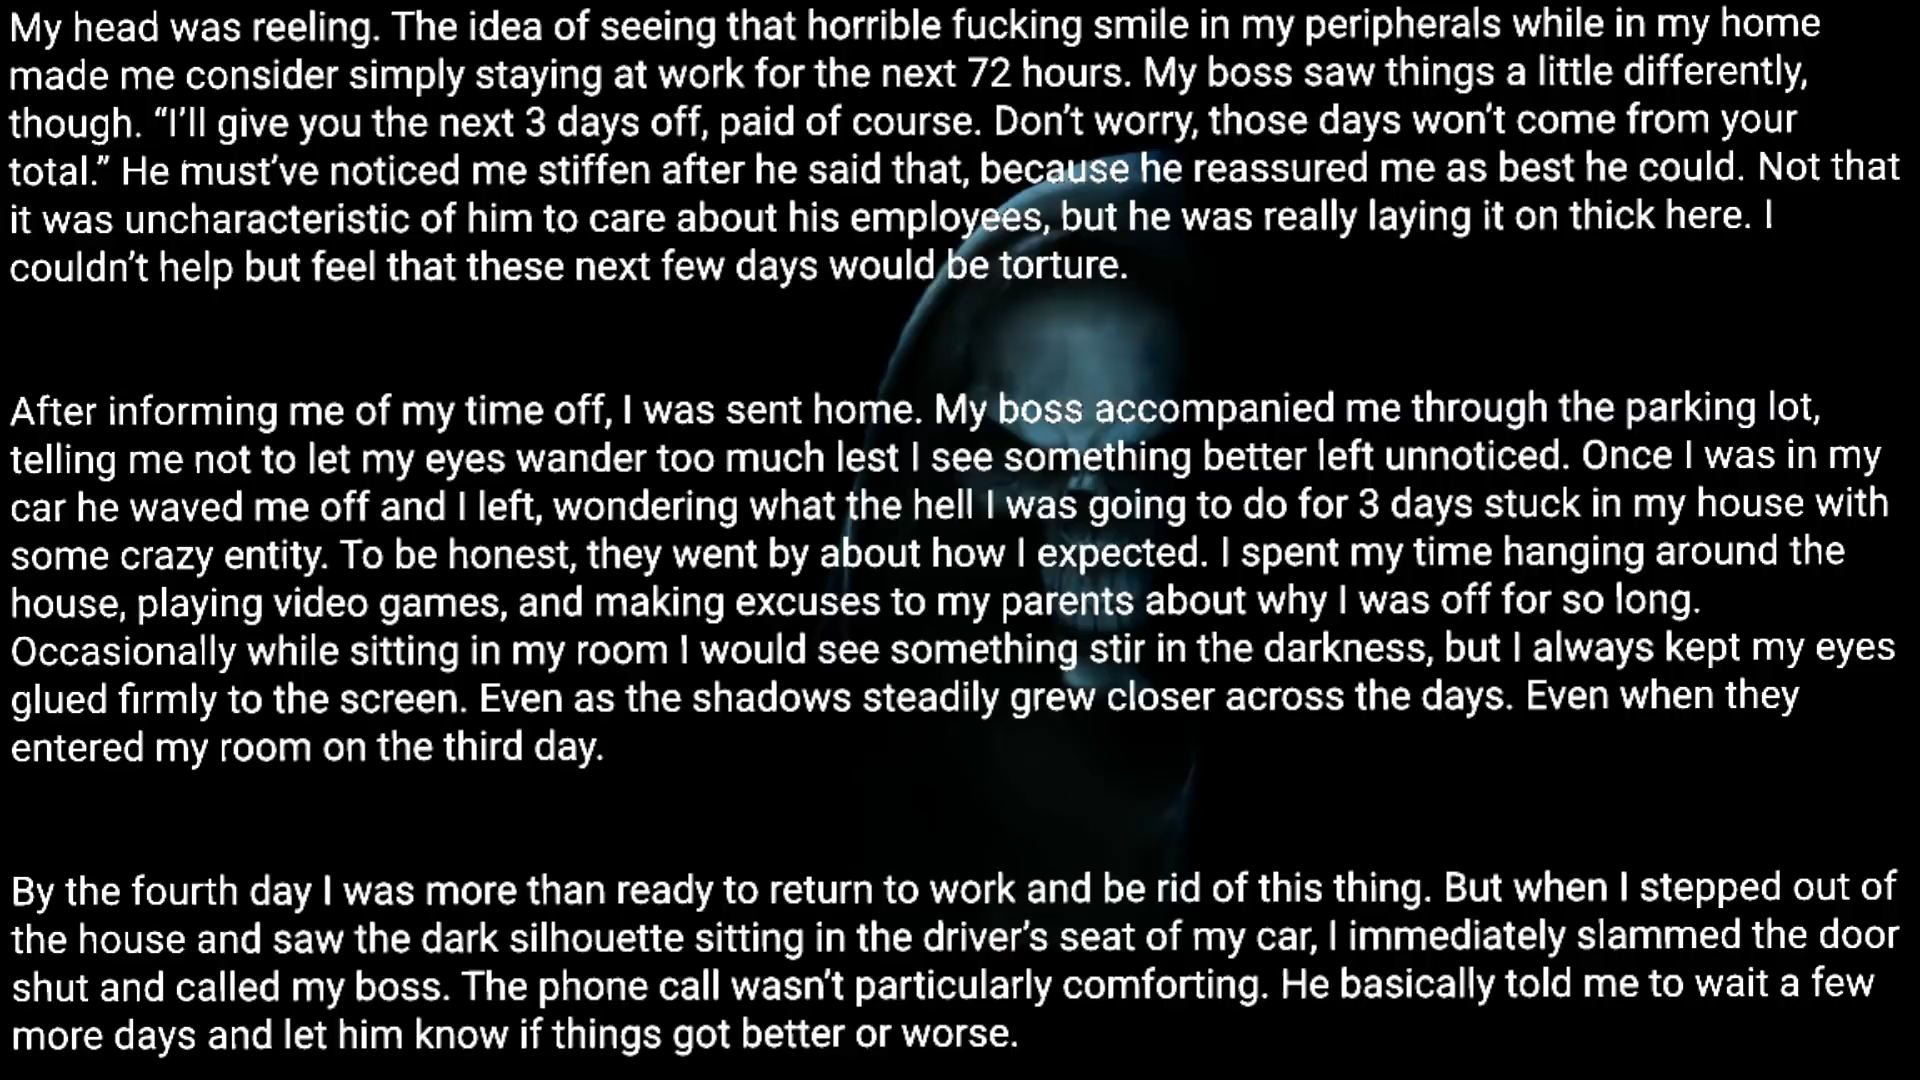 My head was reeling. The idea of seeing that horrible fucking smile in my peripherals while in my home
made me consider simply staying at work for the next 72 hours. My boss saw things a little differently,
though. “I’ll give you the next 3 days off, paid of course. Don’t worry, those days won’t come from your
total.” He must’ve noticed me stiffen after he said that, because he reassured me as best he could. Not that
it was uncharacteristic of him to care about his employees, but he was really laying it on thick here. I
couldn’t help but feel that these next few days would be torture.
After informing me of my time off, I was sent home. My boss accompanied me through the parking lot,
telling me not to let my eyes wander too much lest I see something better left unnoticed. Once I was in my
car he waved me off and I left, wondering what the hell I was going to do for 3 days stuck in my house with
some crazy entity. To be honest, they went by about how I expected. I spent my time hanging around the
house, playing video games, and making excuses to my parents about why I was off for so long.
Occasionally while sitting in my room I would see something stir in the darkness, but I always kept my eyes
glued firmly to the screen. Even as the shadows steadily grew closer across the days. Even when they
entered my room on the third day.
By the fourth day I was more than ready to return to work and be rid of this thing. But when I stepped out of
the house and saw the dark silhouette sitting in the driver’s seat of my car, I immediately slammed the door
shut and called my boss. The phone call wasn’t particularly comforting. He basically told me to wait a few
more days and let him know if things got better or worse.